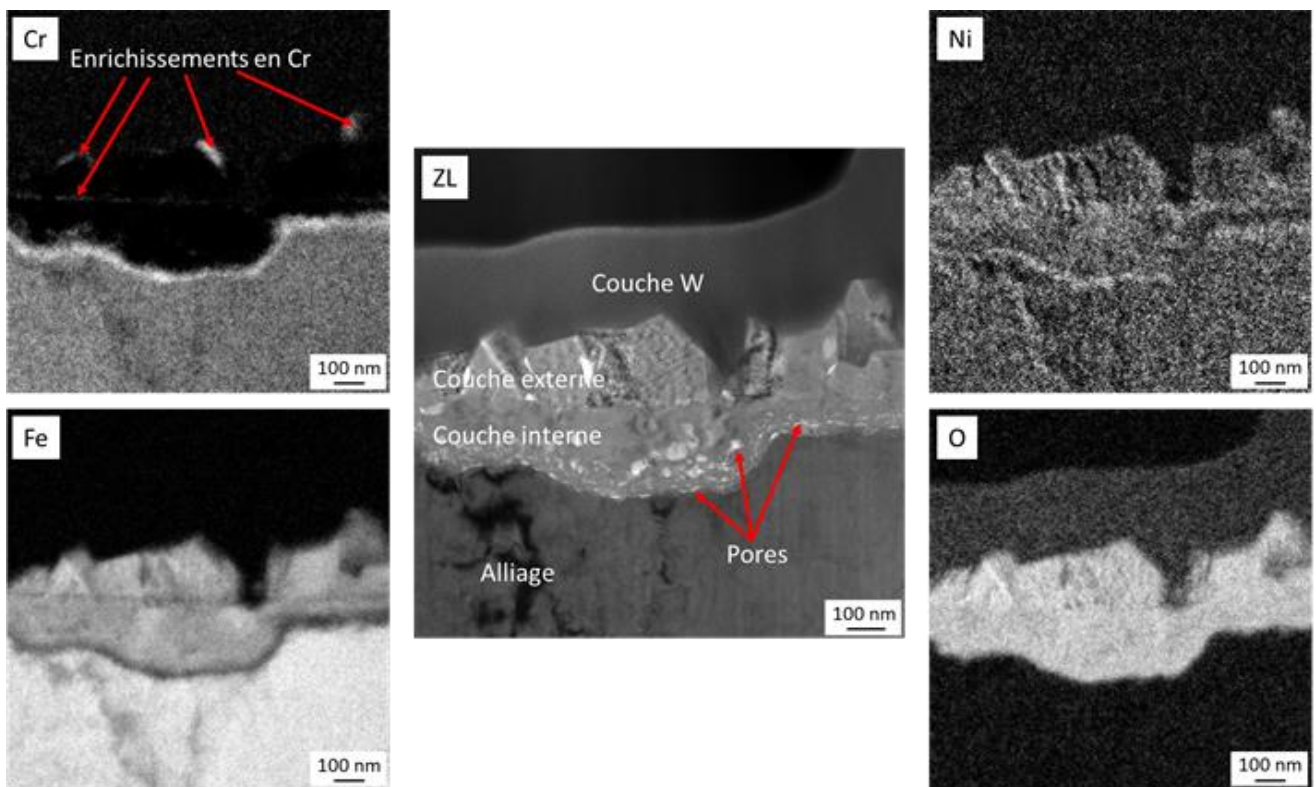 Cr
Enrichissements en Cr
100 nm
Fe
100 nm
ZL
Couche W
Couche externe
Couche interne
Pores
Alliage
100 nm
Ni
100 nm
O
100 nm